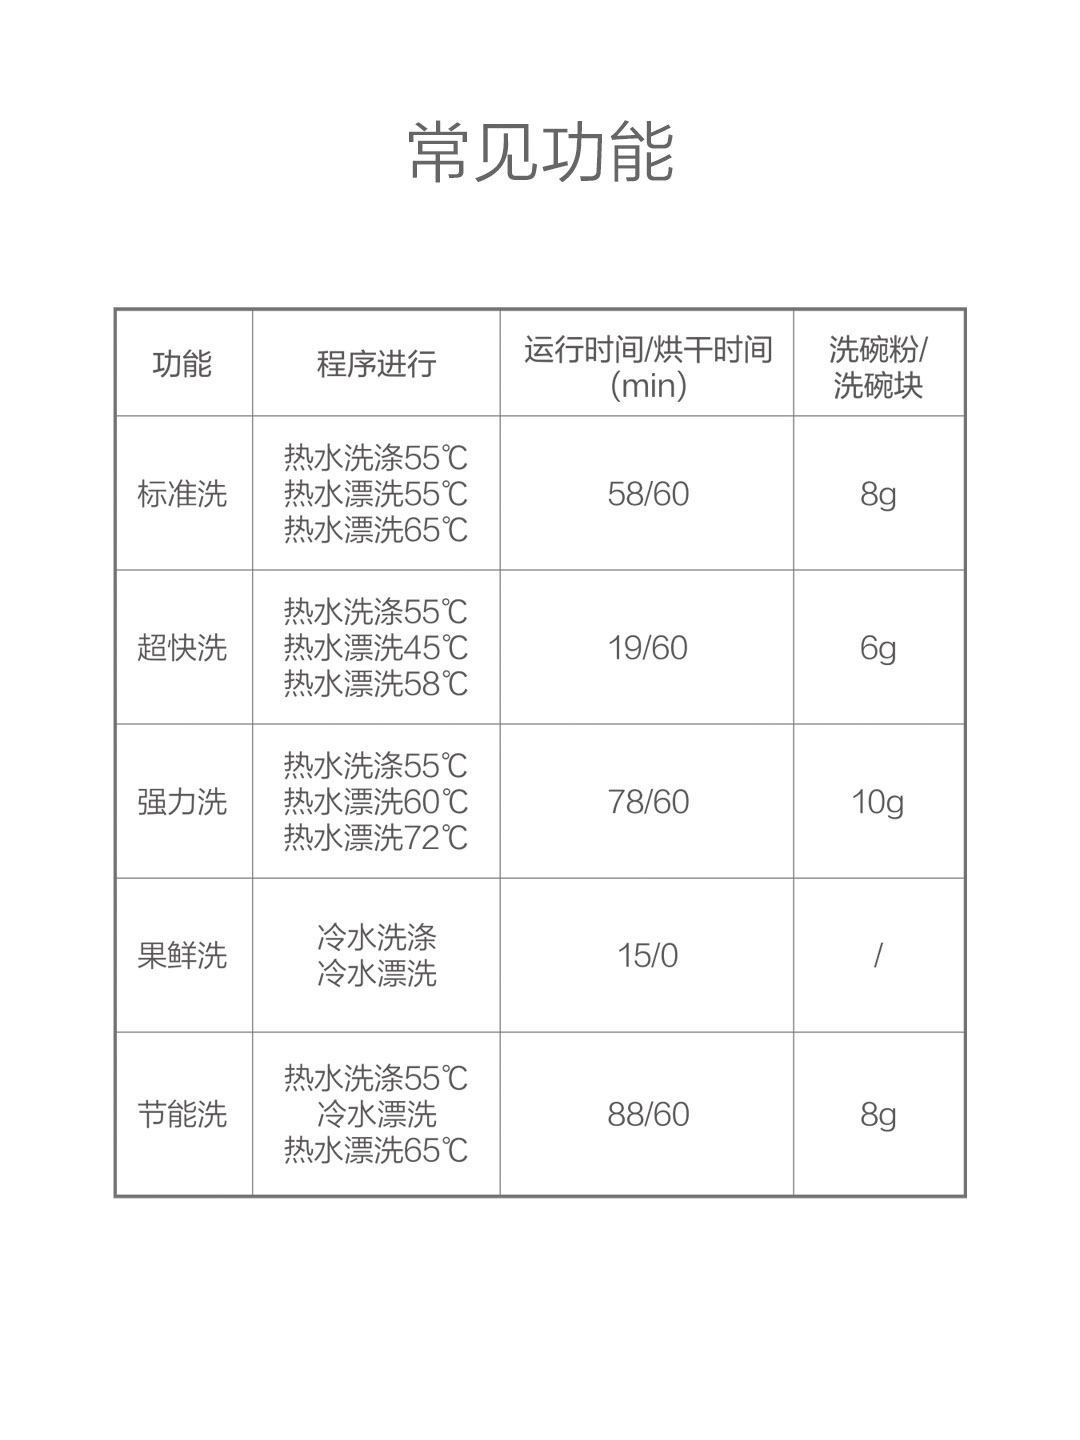 常见功能
功能
程序进行
运行时间/烘干时间
（min）
洗碗粉/
洗碗块
标准洗
热水洗涤55℃
热水漂洗55℃
热水漂洗65℃
58/60
8g
超快洗
热水洗涤55℃
热水漂洗45℃
热水漂洗58℃
19/60
6g
强力洗
热水洗涤55℃
热水漂洗60℃
热水漂洗72℃
78/60
10g
果鲜洗
冷水洗涤
冷水漂洗
15/0
/
节能洗
热水洗涤55℃
冷水漂洗
热水漂洗65℃
88/60
8g